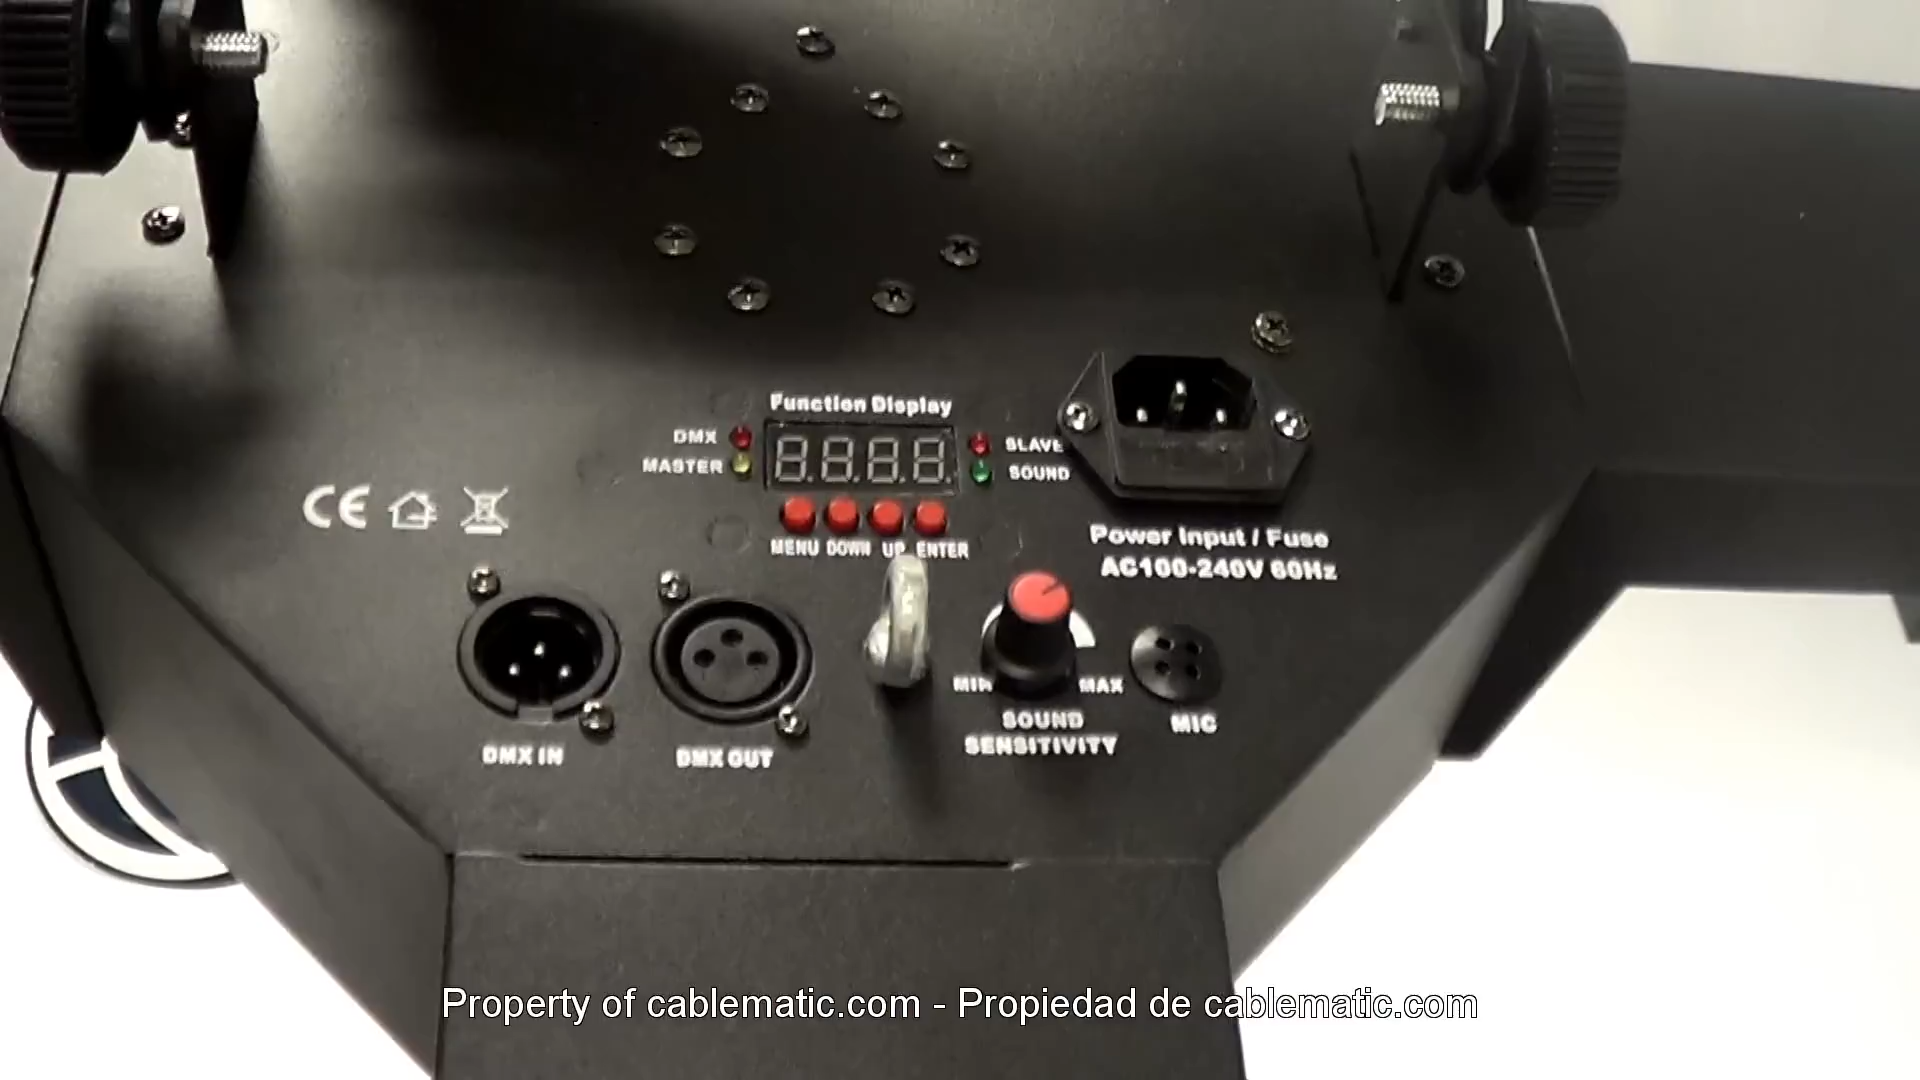 Function Display
DMX
SLAVE
MASTER
SOUND
MENU DOWN UP ENTER
CE
Power Input / Fuse
AC100-240V 60Hz
MIN
MAX
SOUND
SENSITIVITY
MIC
DMX IN
DMX OUT
Property of cablematic.com - Propiedad de cablematic.com